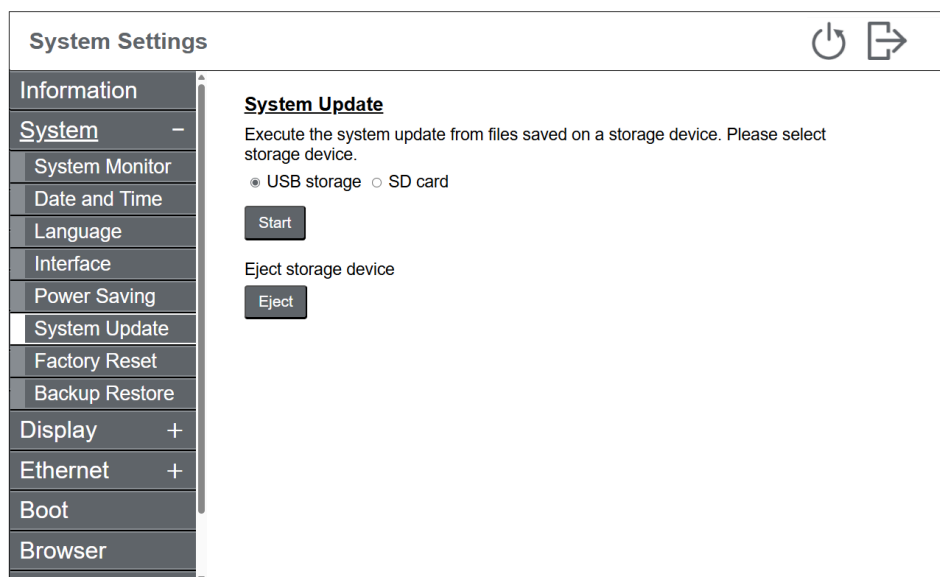 System Settings
Information
System −
System Monitor
Date and Time
Language
Interface
Power Saving
System Update
Factory Reset
Backup Restore
Display +
Ethernet +
Boot
Browser
System Update
Execute the system update from files saved on a storage device. Please select
storage device.
USB storage SD card
Start
Eject storage device
Eject